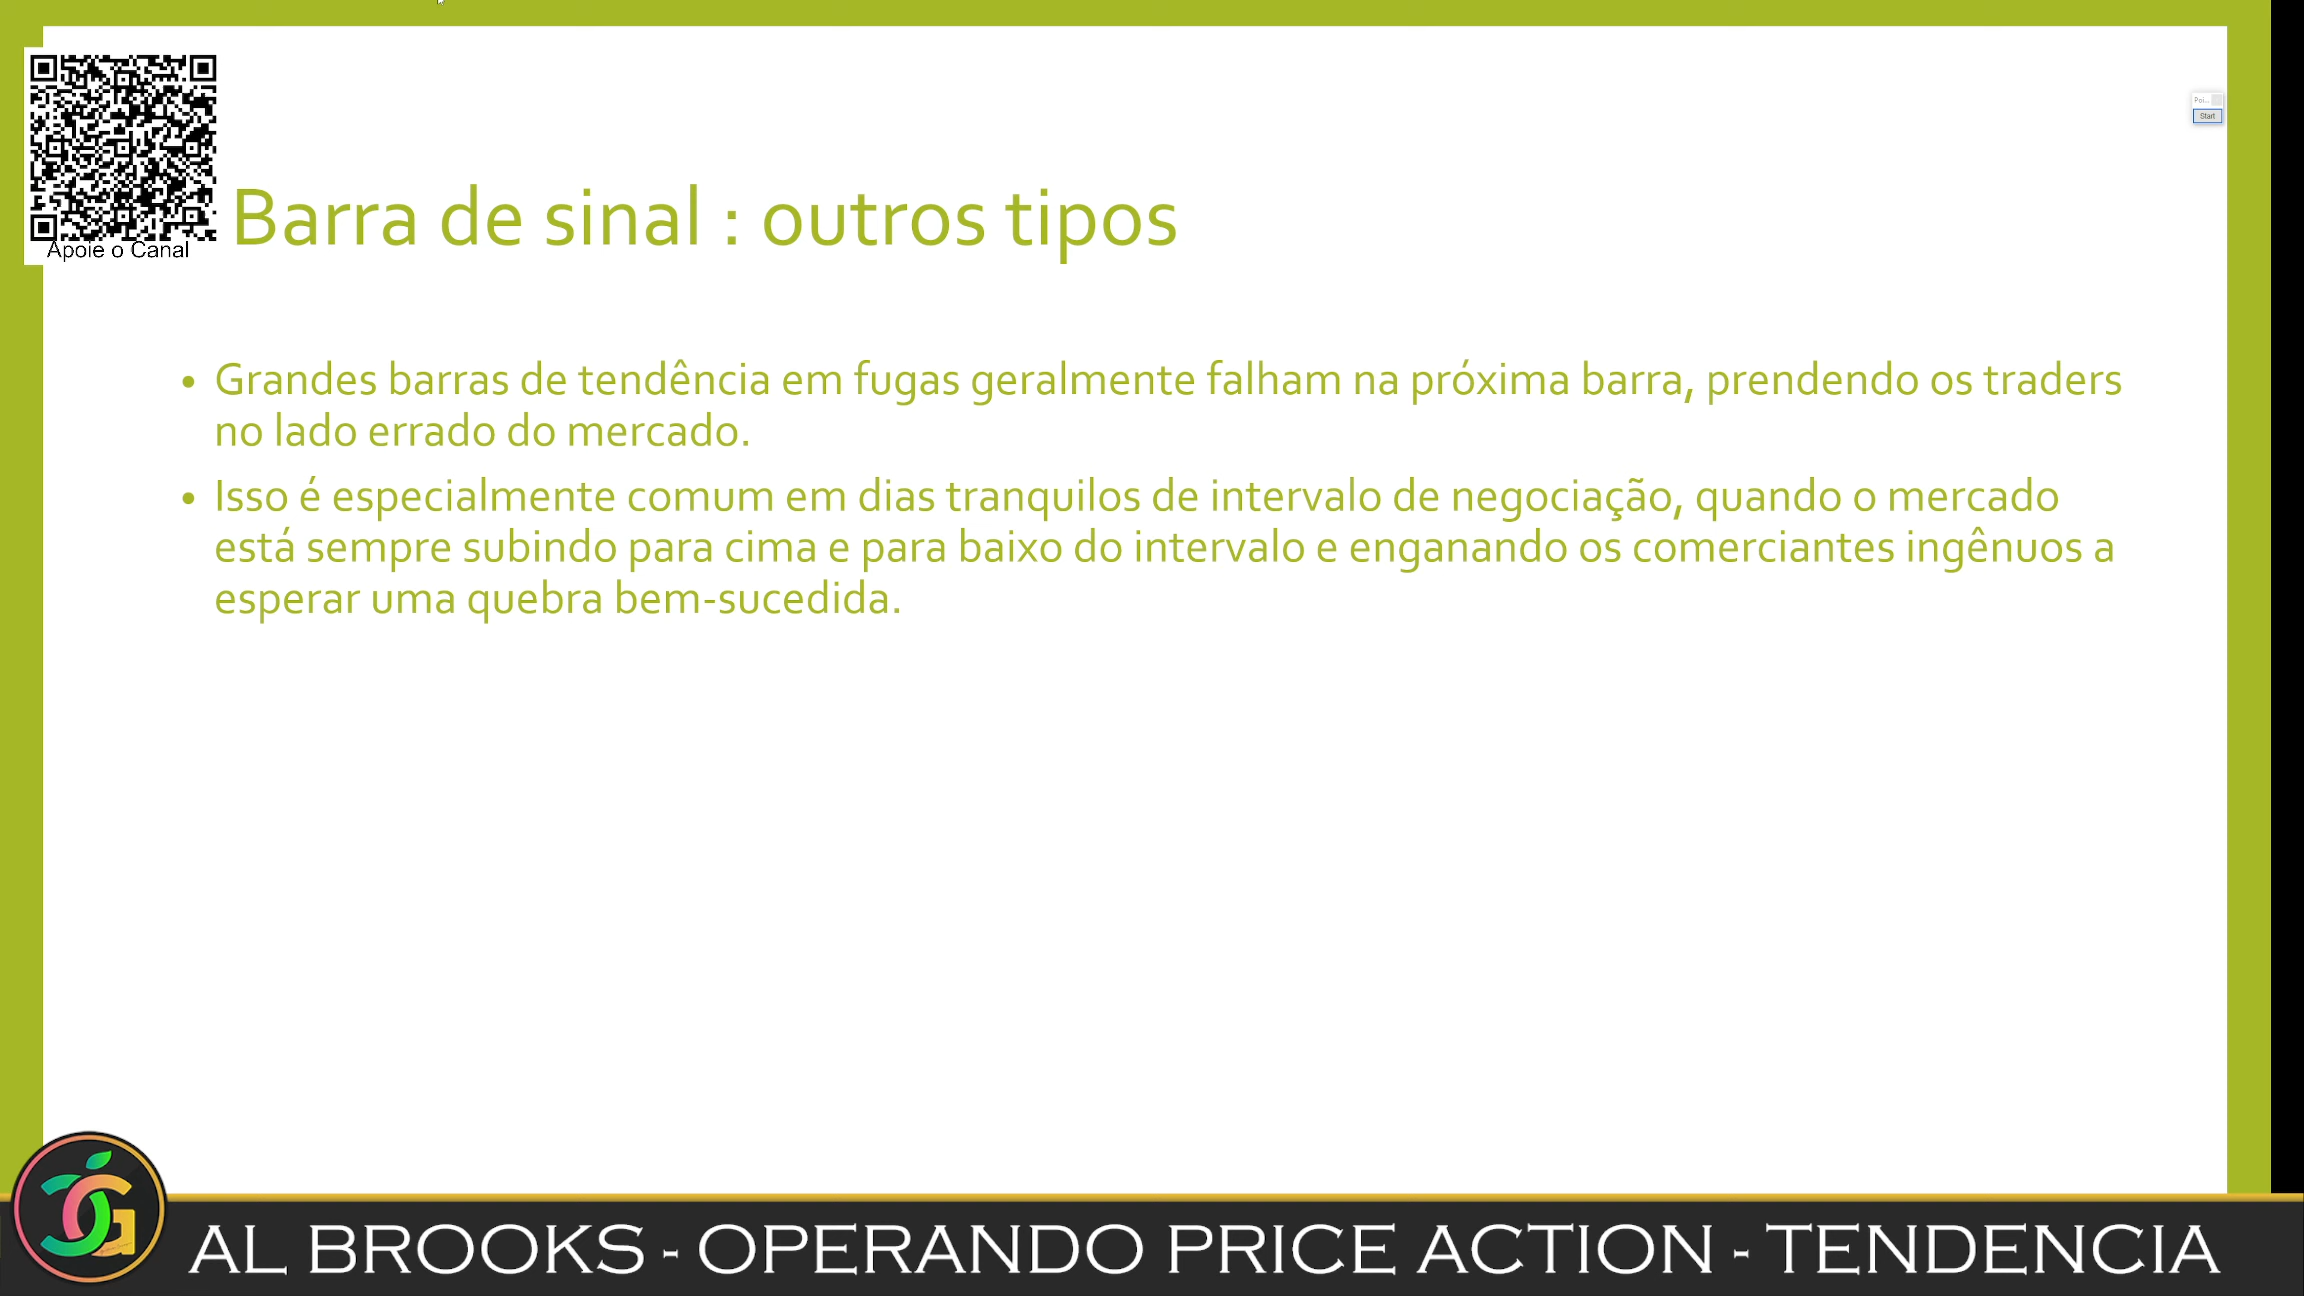 Poi...
Start
Apoie o Canal
Barra de sinal : outros tipos
• Grandes barras de tendência em fugas geralmente falham na próxima barra, prendendo os traders
no lado errado do mercado.
• Isso é especialmente comum em dias tranquilos de intervalo de negociação, quando o mercado
está sempre subindo para cima e para baixo do intervalo e enganando os comerciantes ingênuos a
esperar uma quebra bem-sucedida.
AL BROOKS - OPERANDO PRICE ACTION - TENDENCIA